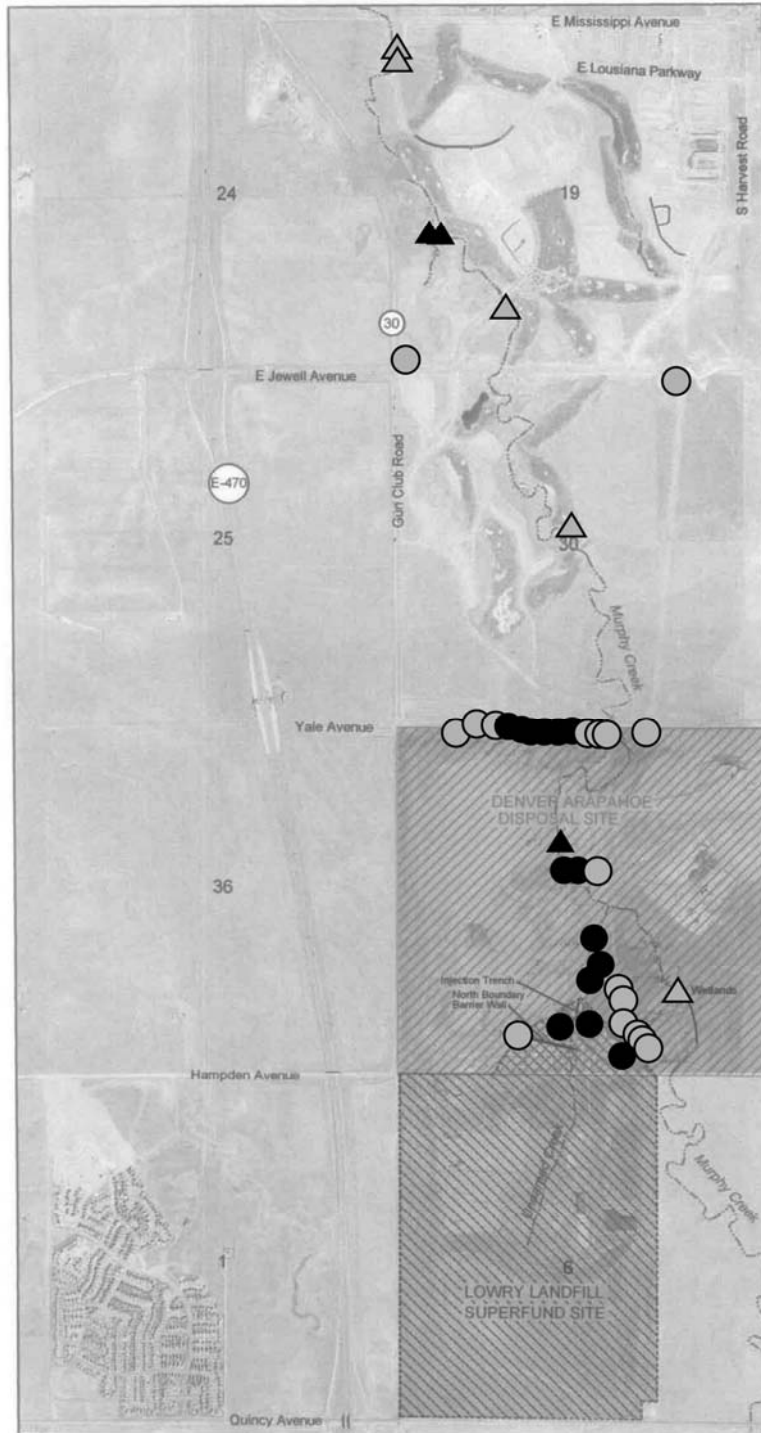 E Mississippi Avenue
E Lousiana Parkway
S Harvest Road
24
19
30
E Jewell Avenue
Gun Club Road
E-470
25
30
Murphy Creek
Yale Avenue
DENVER ARAPAHOE
DISPOSAL SITE
36
Injection Trench
North Boundary
Barrier Wall
Wetlands
Hampden Avenue
Murphy Creek
1
6
LOWRY LANDFILL
SUPERFUND SITE
Quincy Avenue